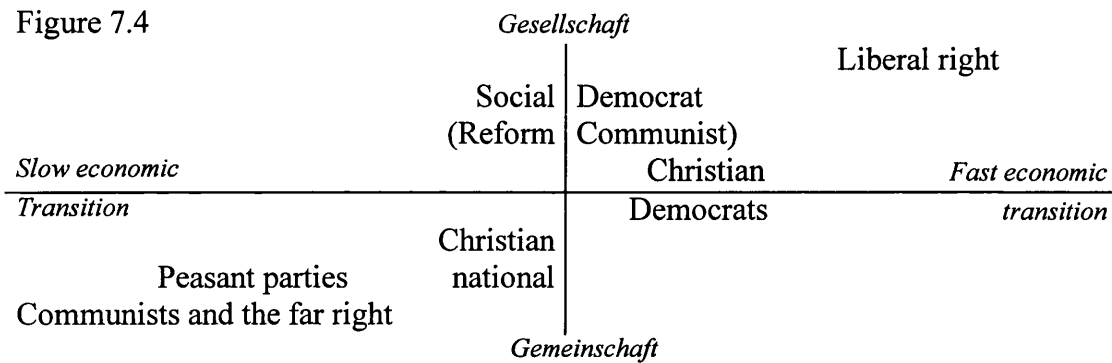 Figure 7.4
Gesellschaft
Liberal right
Social Democrat
(Reform Communist)
Slow economic
Christian
Fast economic
Transition
Democrats
transition
Christian
Peasant parties
national
Communists and the far right
Gemeinschaft